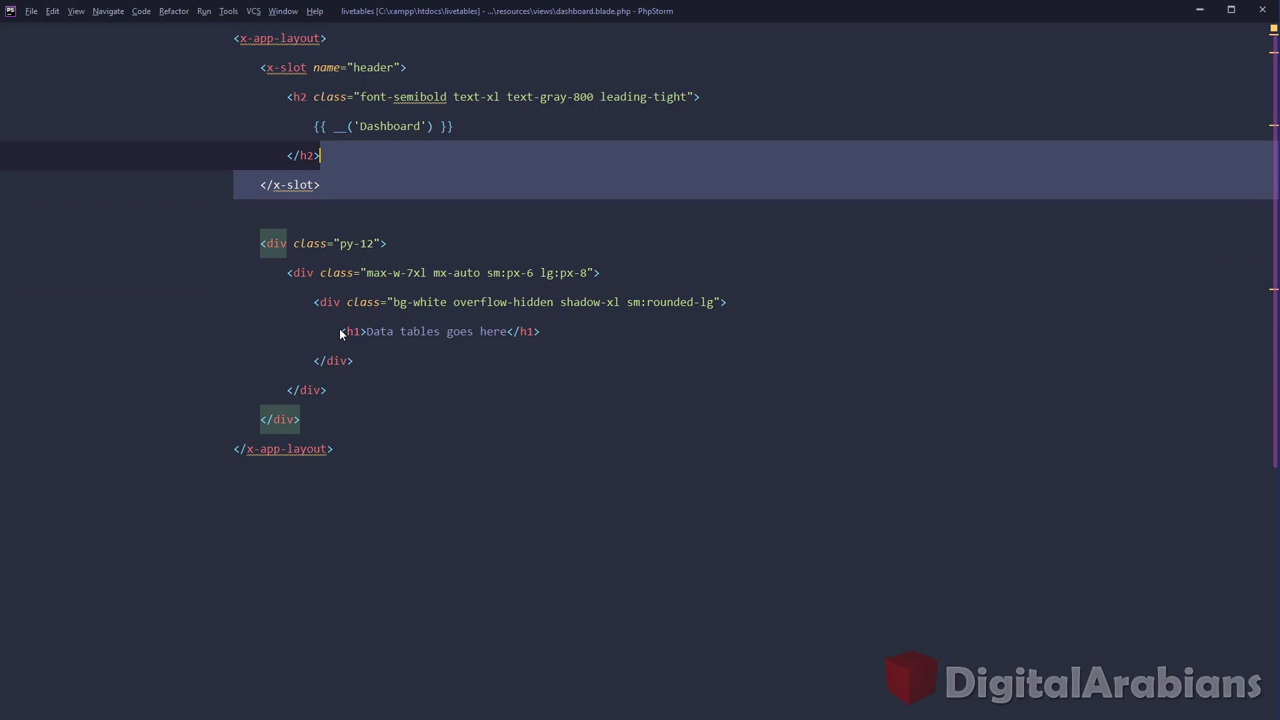 PS File Edit View Navigate Code Refactor Run Tools VCS Window Help livetables [C:\xampp\htdocs\livetables] - ...\resources\views\dashboard.blade.php - PhpStorm
<x-app-layout>
<x-slot name="header">
<h2 class="font-semibold text-xl text-gray-800 leading-tight">
{{ __('Dashboard') }}
</h2>
</x-slot>
<div class="py-12">
<div class="max-w-7xl mx-auto sm:px-6 lg:px-8">
<div class="bg-white overflow-hidden shadow-xl sm:rounded-lg">
<h1>Data tables goes here</h1>
</div>
</div>
</div>
</x-app-layout>
DigitalArabians